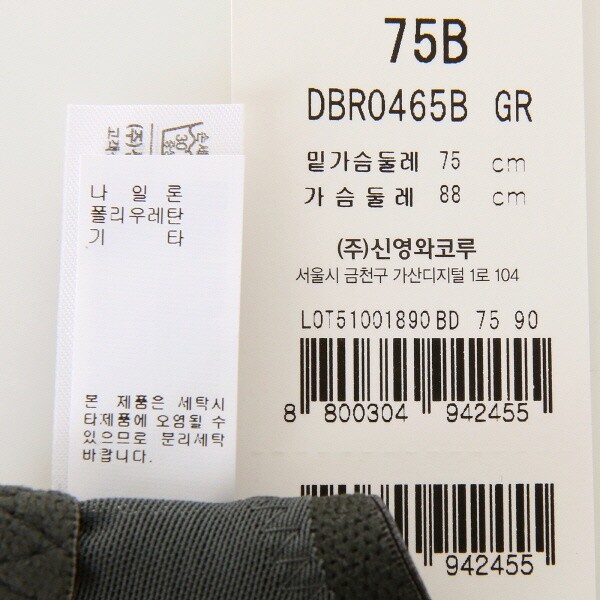 75B
DBR0465B GR
밑가슴둘레 75 cm
가슴둘레 88 cm
(주)신영와코루
서울시 금천구 가산디지털 1로 104
LOT51001890BD 75 90
8 800304 942455
942455
(주)
30
나 일 론
폴리우레탄
기 타
본 제품은 세탁시
타제품에 오염될 수
있으므로 분리세탁
바랍니다.